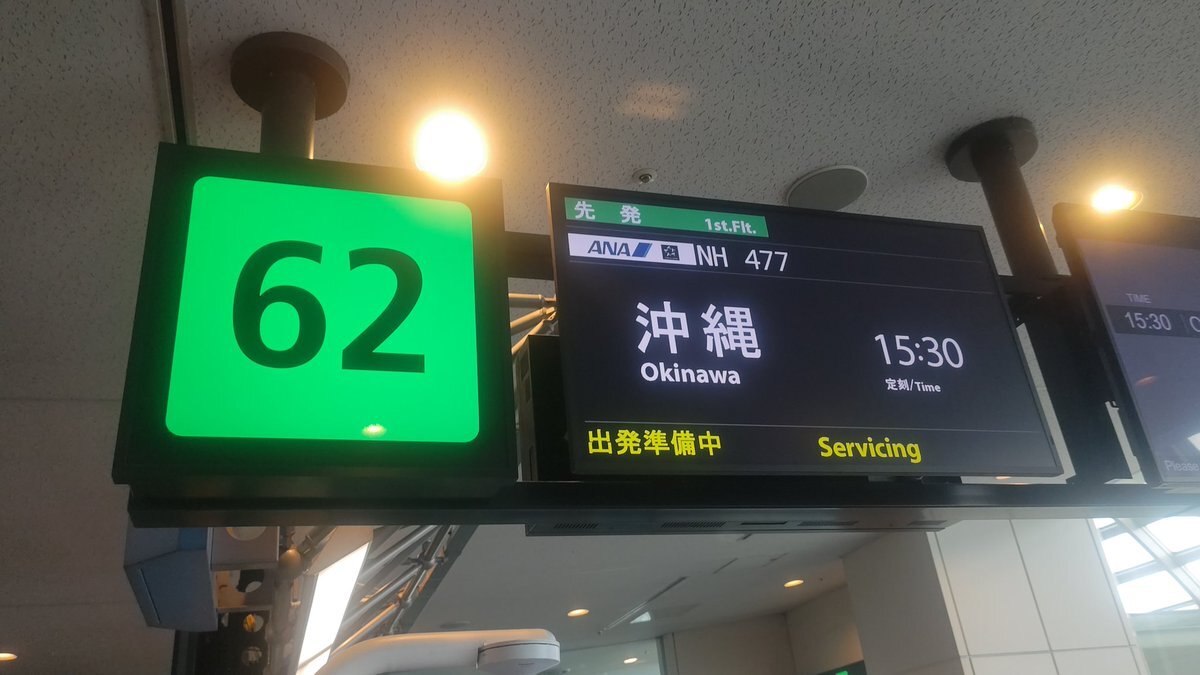 62
先 発 1st.Flt.
ANA NH 477
沖縄
Okinawa
15:30
定刻/Time
出発準備中 Servicing
TIME
15:30
Please